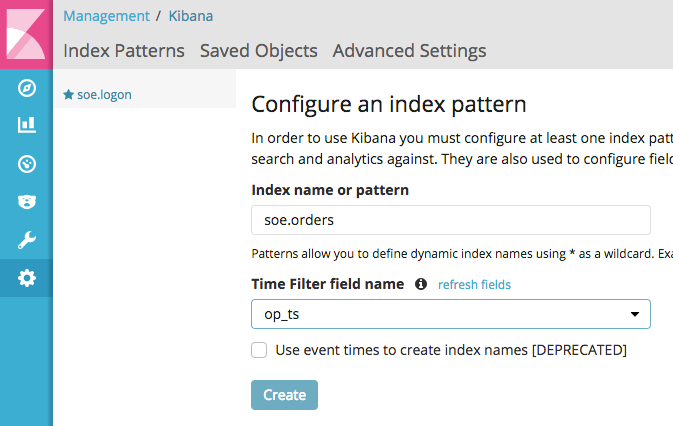 Management / Kibana
Index Patterns Saved Objects Advanced Settings
soe.logon
Configure an index pattern
In order to use Kibana you must configure at least one index pat
search and analytics against. They are also used to configure field
Index name or pattern
soe.orders
Patterns allow you to define dynamic index names using * as a wildcard. Exa
Time Filter field name refresh fields
op_ts
Use event times to create index names [DEPRECATED]
Create